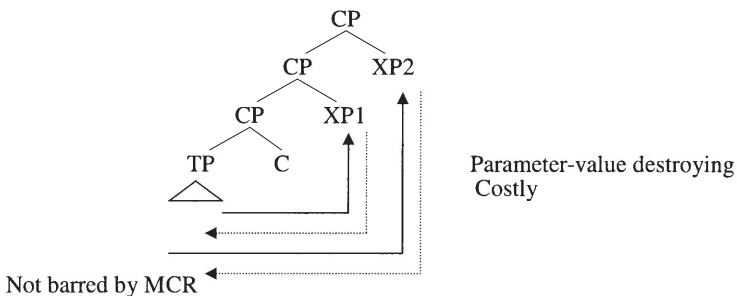 CP
CP XP2
CP XP1
TP C
Parameter-value destroying
Costly
Not barred by MCR